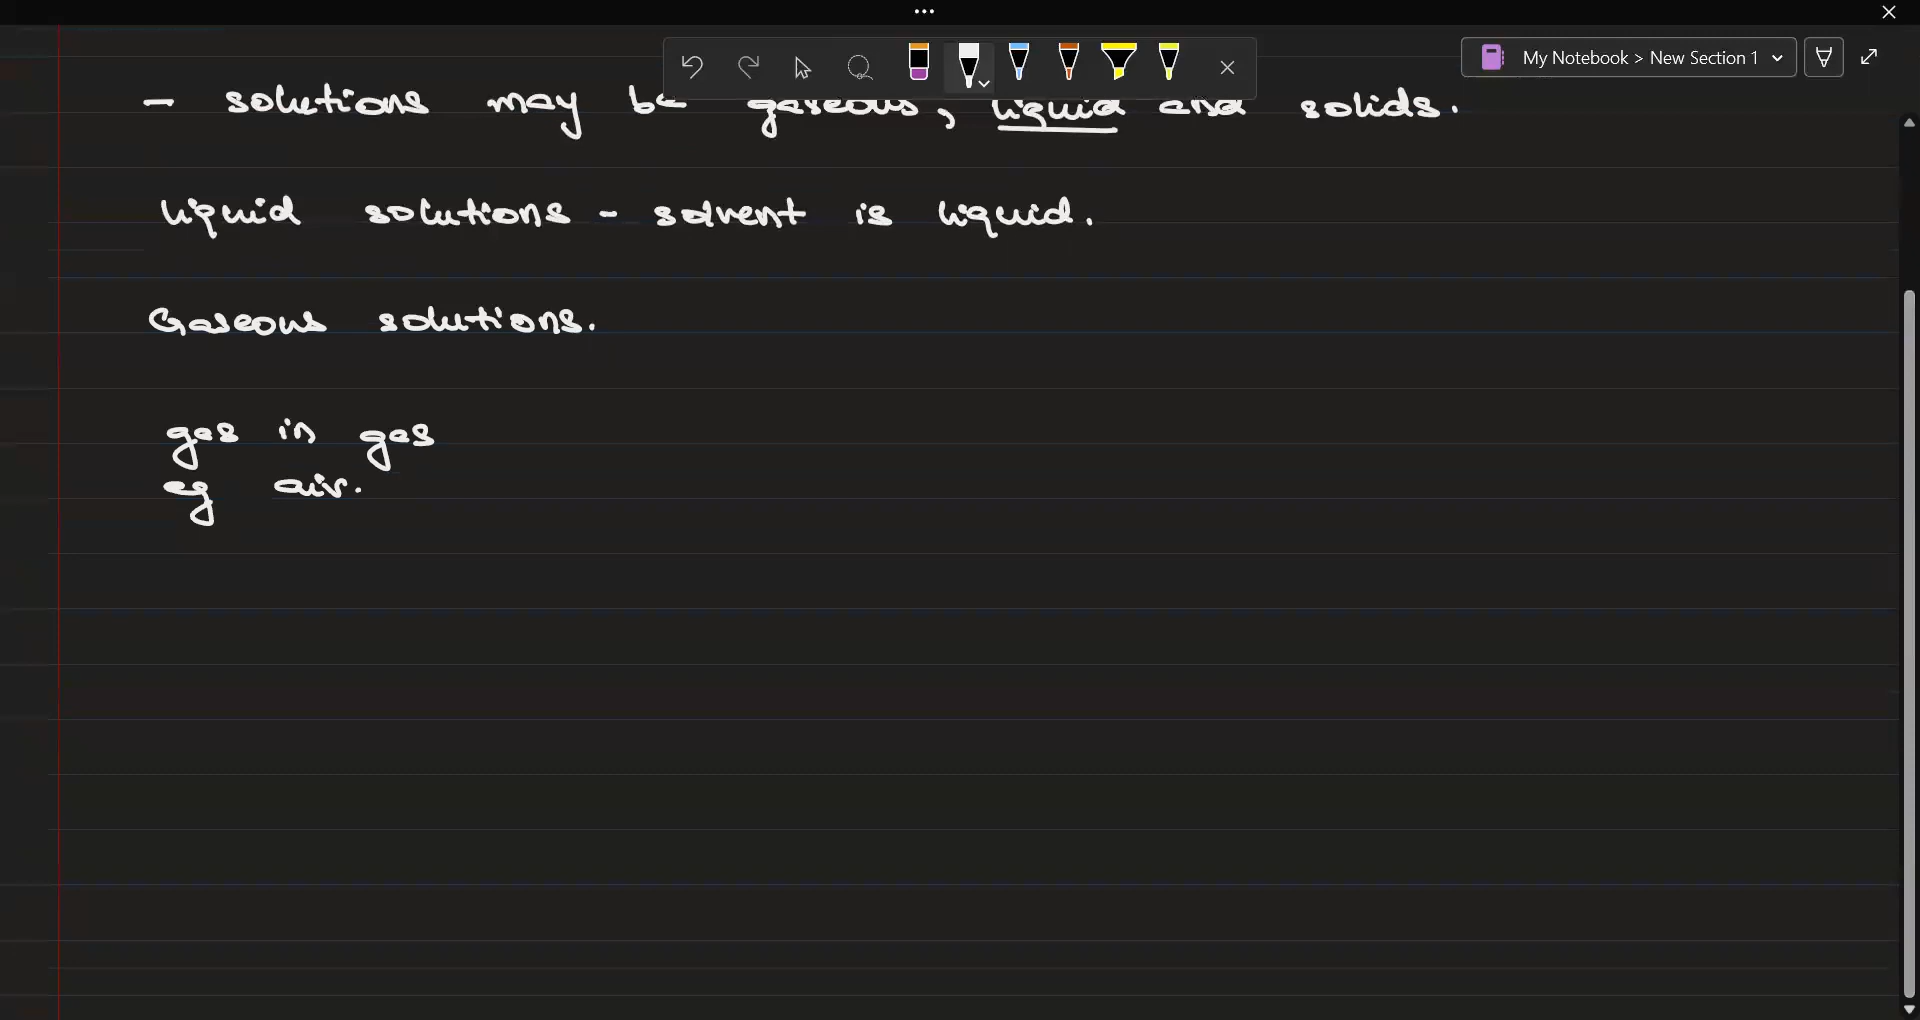 My Notebook > New Section 1
- solutions may be gaseous, liquid and solids.
liquid solutions - solvent is liquid.
Gaseous solutions.
gas in gas
eg air.